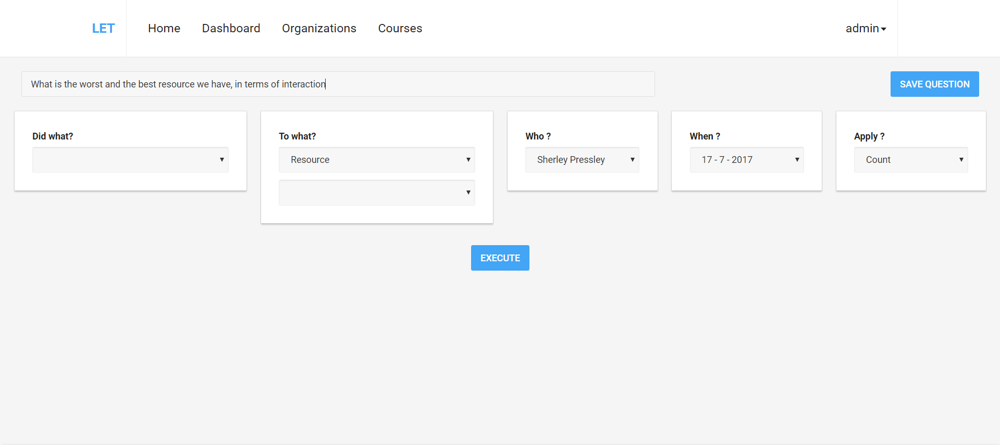 LET Home Dashboard Organizations Courses admin
What is the worst and the best resource we have, in terms of interaction SAVE QUESTION
Did what? To what? Who ? When ? Apply ?
Resource Sherley Pressley 17 - 7 - 2017 Count
EXECUTE